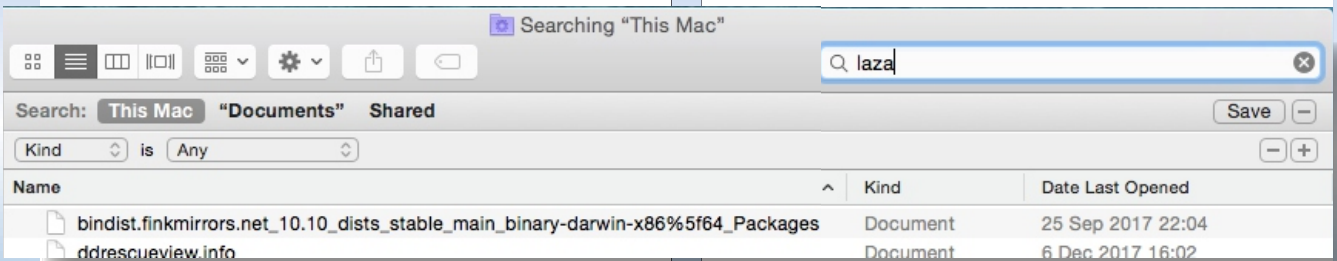 Searching “This Mac”
laza
Search: This Mac “Documents” Shared Save
Kind is Any
Name Kind Date Last Opened
bindist.finkmirrors.net_10.10_dists_stable_main_binary-darwin-x86%5f64_Packages Document 25 Sep 2017 22:04
ddrescueview.info Document 6 Dec 2017 16:02